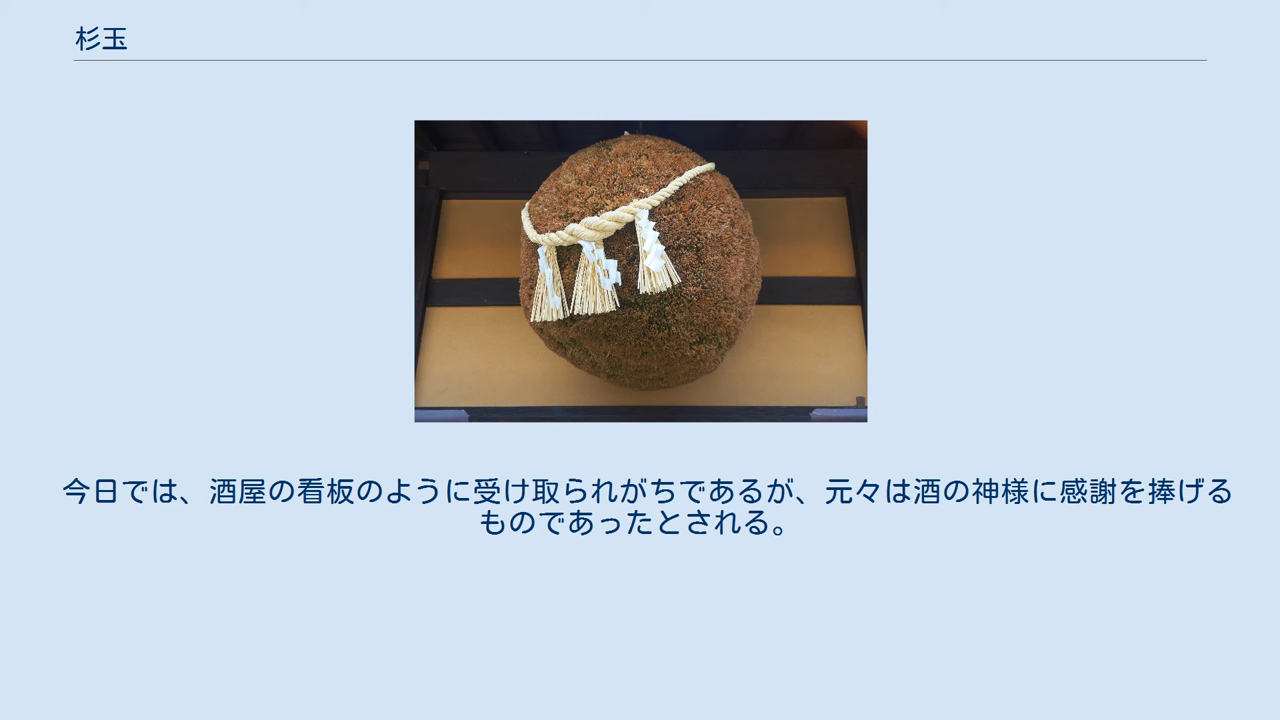 杉玉
今日では、酒屋の看板のように受け取られがちであるが、元々は酒の神様に感謝を捧げる
ものであったとされる。